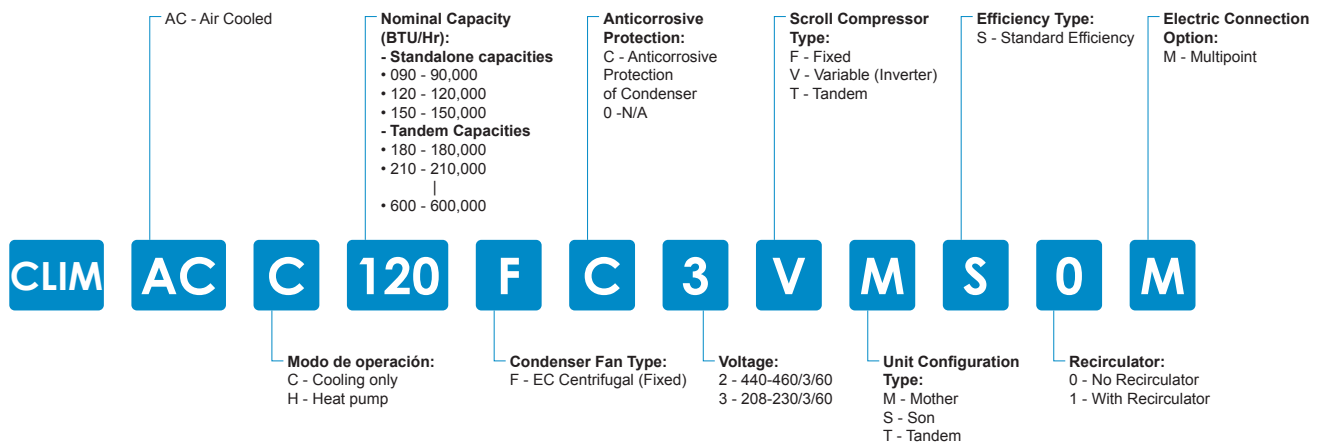 AC - Air Cooled
Nominal Capacity
(BTU/Hr):
- Standalone capacities
• 090 - 90,000
• 120 - 120,000
• 150 - 150,000
- Tandem Capacities
• 180 - 180,000
• 210 - 210,000
|
• 600 - 600,000
Anticorrosive
Protection:
C - Anticorrosive
Protection
of Condenser
0 -N/A
Scroll Compressor
Type:
F - Fixed
V - Variable (Inverter)
T - Tandem
Efficiency Type:
S - Standard Efficiency
Electric Connection
Option:
M - Multipoint
CLIM AC C 120 F C 3 V M S 0 M
Modo de operación:
C - Cooling only
H - Heat pump
Condenser Fan Type:
F - EC Centrifugal (Fixed)
Voltage:
2 - 440-460/3/60
3 - 208-230/3/60
Unit Configuration
Type:
M - Mother
S - Son
T - Tandem
Recirculator:
0 - No Recirculator
1 - With Recirculator